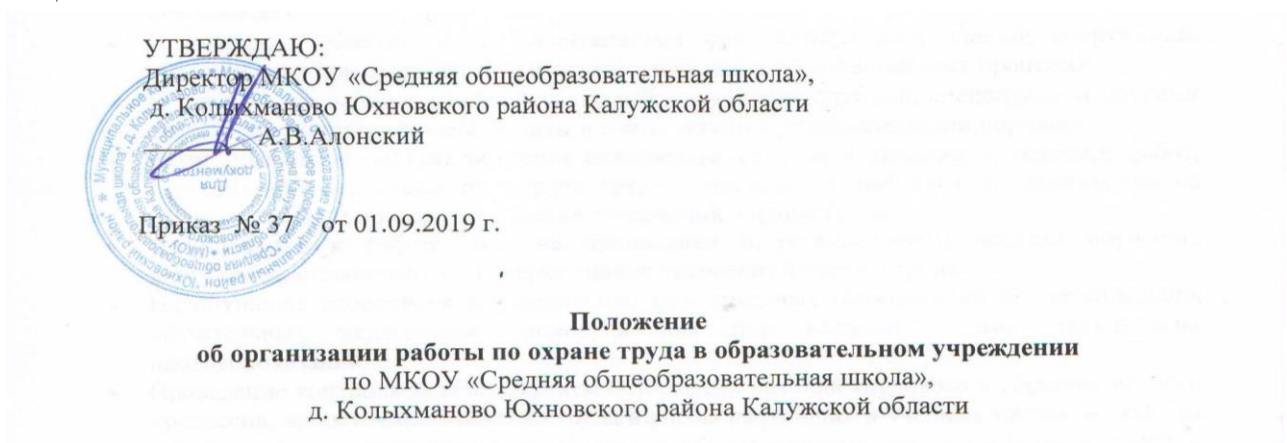 УТВЕРЖДАЮ:
Директор МКОУ «Средняя общеобразовательная школа»,
д. Колыхманово Юхновского района Калужской области
А.В.Алонский
Для
документов
Приказ № 37 от 01.09.2019 г.
Положение
об организации работы по охране труда в образовательном учреждении
по МКОУ «Средняя общеобразовательная школа»,
д. Колыхманово Юхновского района Калужской области